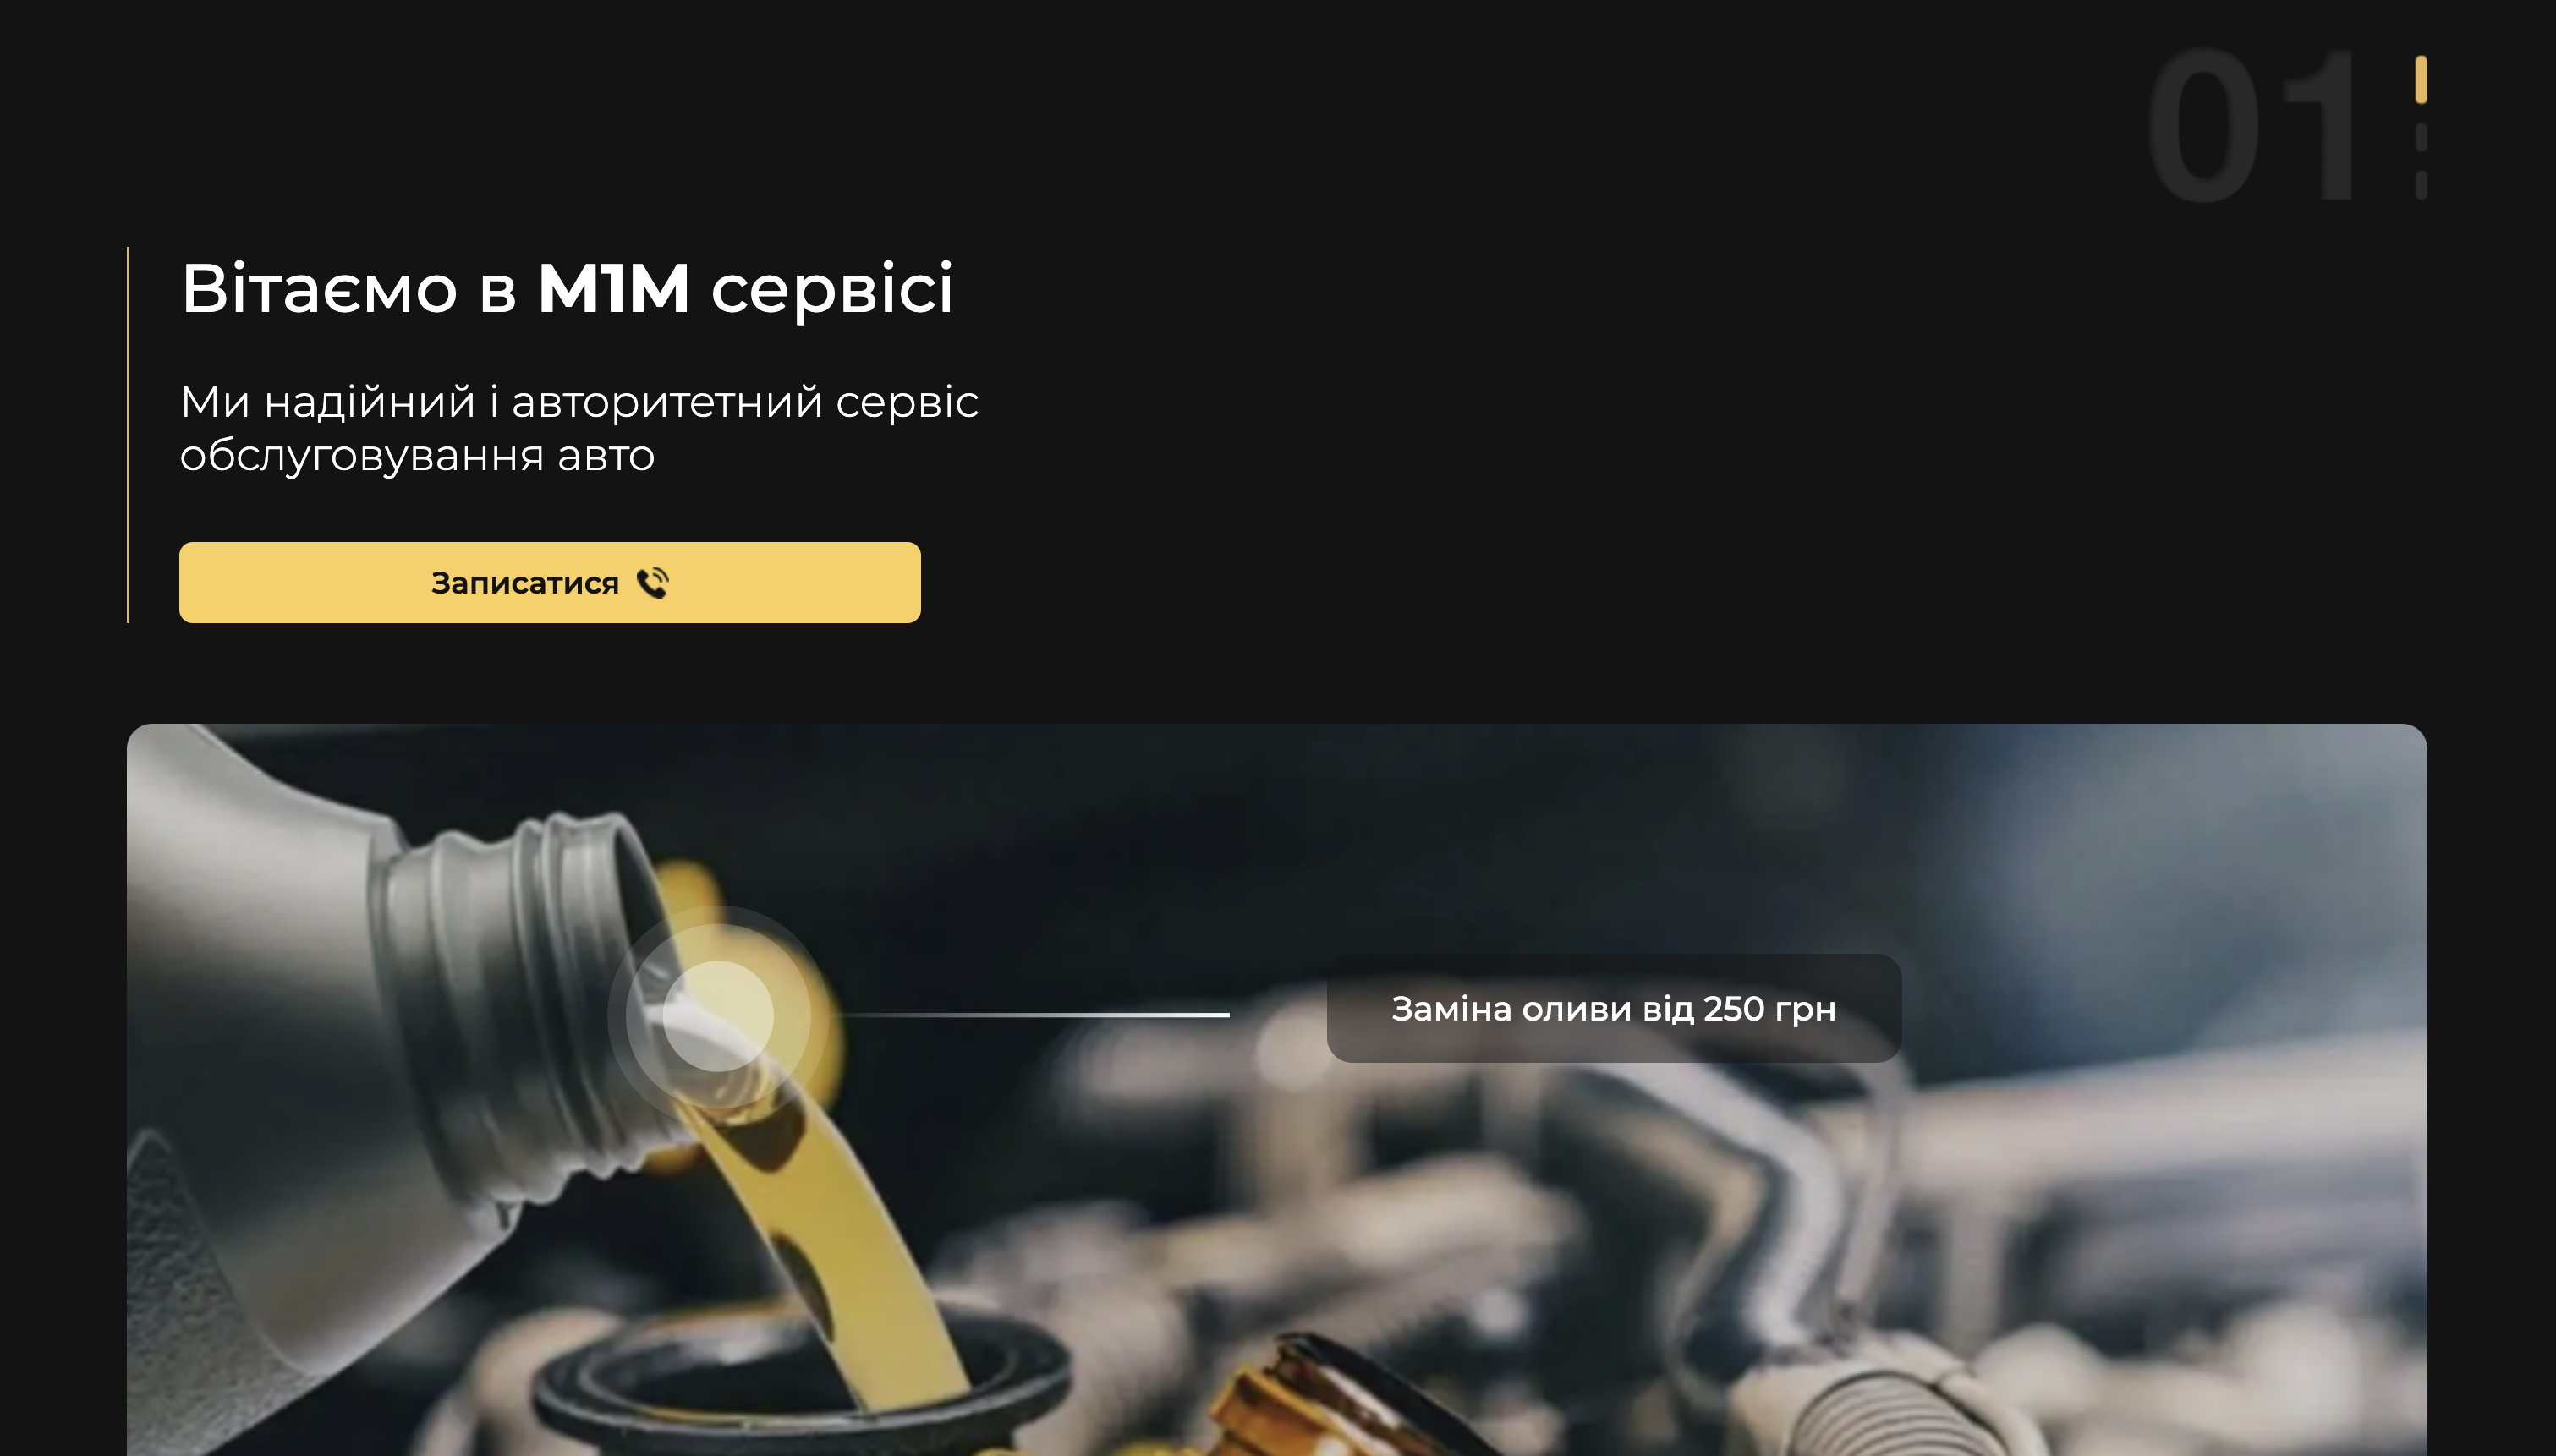 01
Вітаємо в M1M сервісі
Ми надійний і авторитетний сервіс
обслуговування авто
Записатися
Заміна оливи від 250 грн